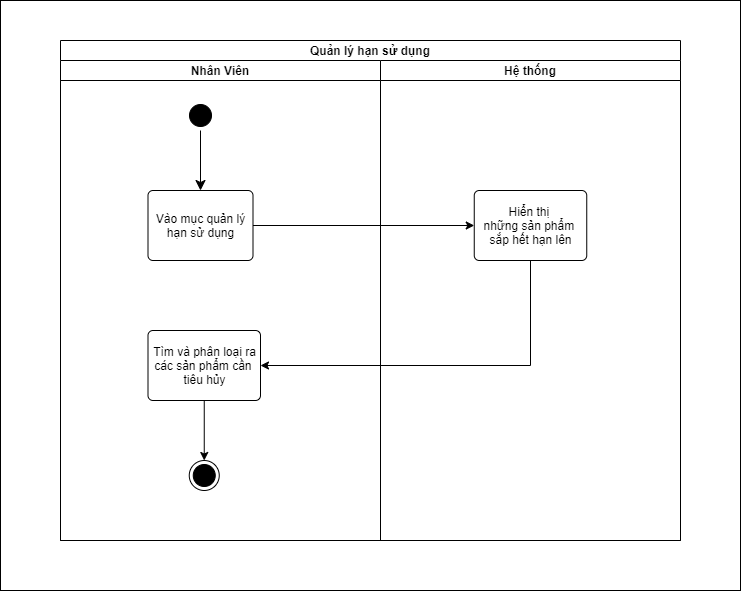 Quản lý hạn sử dụng
Nhân Viên
Hệ thống
Vào mục quản lý
hạn sử dụng
Hiển thị
những sản phẩm
sắp hết hạn lên
Tìm và phân loại ra
các sản phẩm cần
tiêu hủy